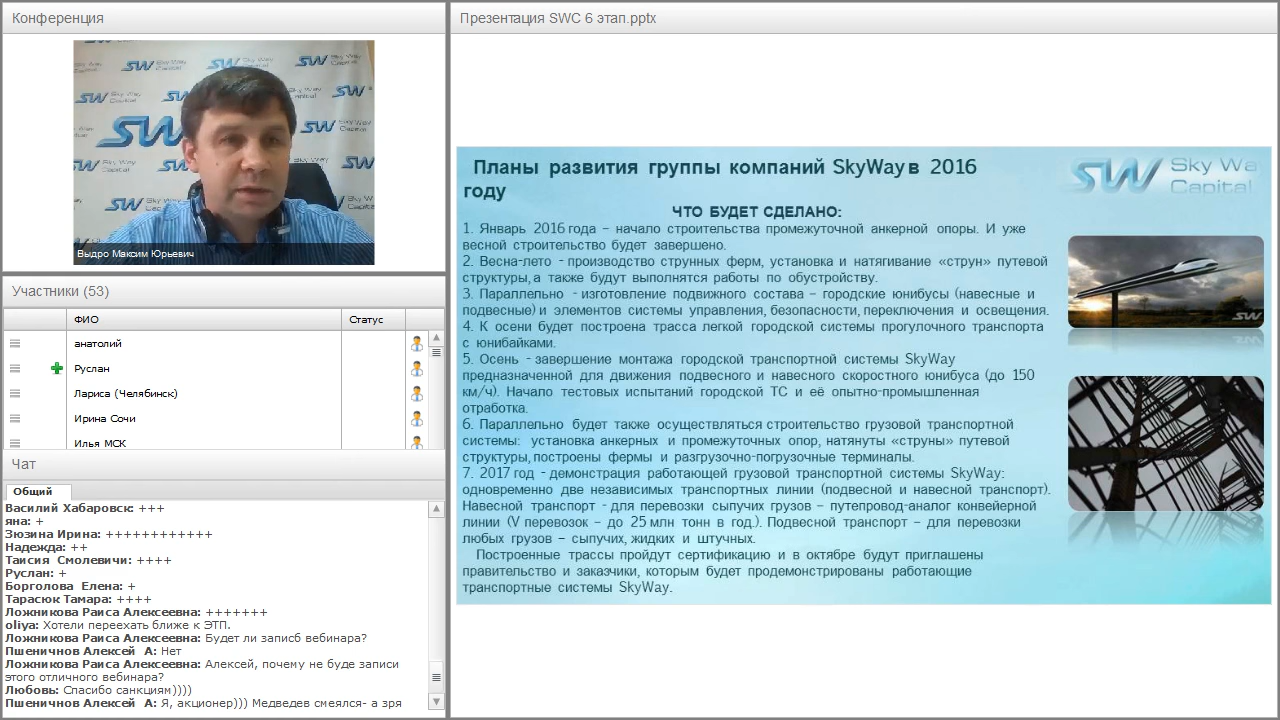 Конференция
Выдро Максим Юрьевич
Участники (53)
ФИО
Статус
анатолий
Руслан
Лариса (Челябинск)
Ирина Сочи
Илья МСК
Чат
Общий
Василий Хабаровск: +++
яна: +
Зюзина Ирина: ++++++++++++
Надежда: ++
Таисия Смолевичи: ++++
Руслан: +
Борголова Елена: +
Тарасюк Тамара: ++++
Ложникова Раиса Алексеевна: +++++++
oliya: Хотели переехать ближе к ЭТП.
Ложникова Раиса Алексеевна: Будет ли записб вебинара?
Пшеничнов Алексей А: Нет
Ложникова Раиса Алексеевна: Алексей, почему не буде записи
этого отличного вебинара?
Любовь: Спасибо санкциям))))
Пшеничнов Алексей А: Я акционер))) Медведев смеялся- а зря
Презентация SWC 6 этап.pptx
Планы развития группы компаний SkyWay в 2016
году
SW Sky Wa
Capital
ЧТО БУДЕТ СДЕЛАНО:
1. Январь 2016 года – начало строительства промежуточной анкерной опоры. И уже
весной строительство будет завершено.
2. Весна-лето - производство струнных ферм, установка и натягивание «струн» путевой
структуры, а также будут выполнятся работы по обустройству.
3. Параллельно - изготовление подвижного состава – городские юнибусы (навесные и
подвесные) и элементов системы управления, безопасности, переключения и освещения.
4. К осени будет построена трасса легкой городской системы прогулочного транспорта
с юнибайками.
5. Осень - завершение монтажа городской транспортной системы SkyWay
предназначенной для движения подвесного и навесного скоростного юнибуса (до 150
км/ч). Начало тестовых испытаний городской ТС и её опытно-промышленная
отработка.
6. Параллельно будет также осуществляться строительство грузовой транспортной
системы: установка анкерных и промежуточных опор, натянуты «струны» путевой
структуры, построены фермы и разгрузочно-погрузочные терминалы.
7. 2017 год - демонстрация работающей грузовой транспортной системы SkyWay:
одновременно две независимых транспортных линии (подвесной и навесной транспорт).
Навесной транспорт - для перевозки сыпучих грузов – путепровод-аналог конвейерной
линии (V перевозок – до 25 млн тонн в год.). Подвесной транспорт – для перевозки
любых грузов – сыпучих, жидких и штучных.
Построенные трассы пройдут сертификацию и в октябре будут приглашены
правительство и заказчики, которым будет продемонстрированы работающие
транспортные системы SkyWay.
SW